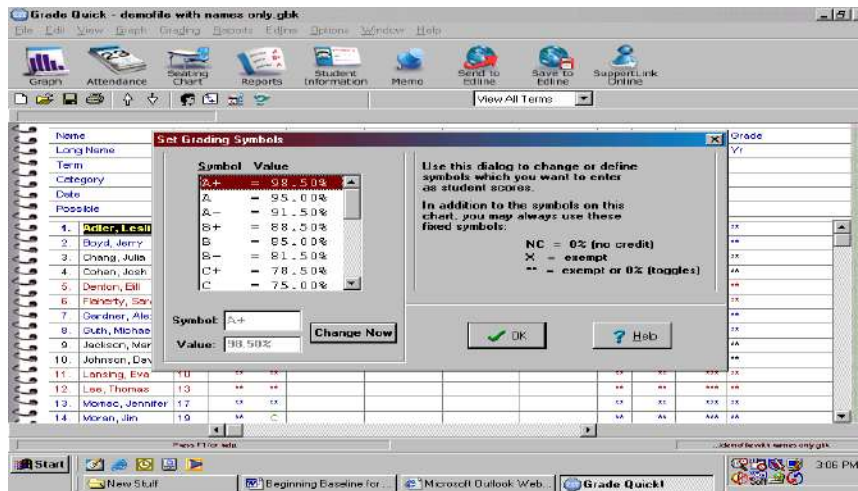 Grade Quick - demofile with names only.gbk
File Edit View Graph Grading Reports Edline Options Window Help
Graph Attendance Seating Chart Reports Student Information Memo Send to Edline Save to Edline SupportLink Online
View All Terms
Name Grade
Long Name Yr
Term
Category
Date
Possible
Set Grading Symbols
Symbol Value
A+ = 98.50%
A = 95.00%
A- = 91.50%
B+ = 88.50%
B = 85.00%
B- = 81.50%
C+ = 78.50%
C = 75.00%
Symbol: A+
Value: 98.50%
Change Now
Use this dialog to change or define
symbols which you want to enter
as student scores.
In addition to the symbols on this
chart, you may always use these
fixed symbols:
NC = 0% (no credit)
X = exempt
** = exempt or 0% (toggles)
OK
Help
1. Adler, Lesli
2. Boyd, Jerry
3. Chang, Julia
4. Cohen, Josh
5. Denton, Bill
6. Flaherty, Sar
7. Gardner, Ale
8. Guth, Michae
9. Jackson, Mar
10. Johnson, Dav
11. Lansing, Eva 10
12. Lee, Thomas 13 ** ** ** ** *** **
13. Momac, Jennifer 17
14. Moran, Jim 19 ** C ** ** *** **
Press F1 for help
Start
3:06 PM
New Stuff
Beginning Baseline for ...
Microsoft Outlook Web...
Grade Quick!